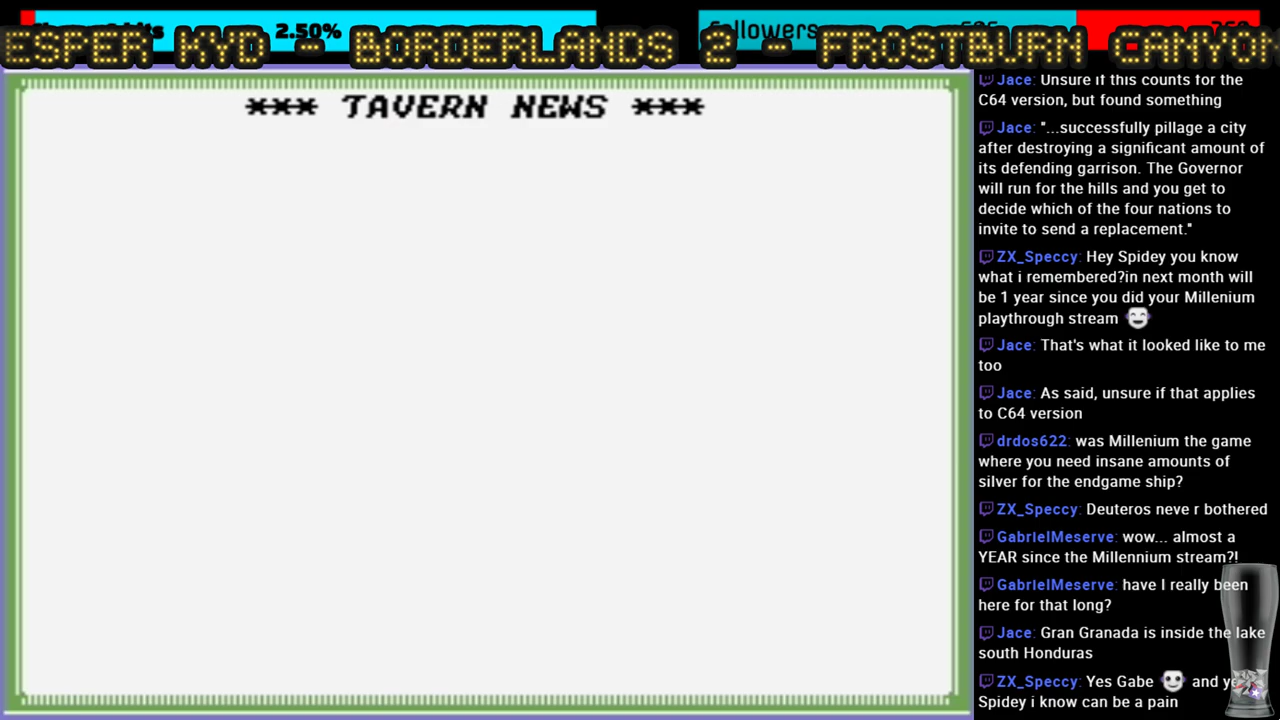 2.50%
Followers
ESPER KYD - BORDERLANDS 2 - FROSTBURN CANYON
*** TAVERN NEWS ***
Jace: Unsure if this counts for the
C64 version, but found something
Jace: "...successfully pillage a city
after destroying a significant amount of
its defending garrison. The Governor
will run for the hills and you get to
decide which of the four nations to
invite to send a replacement."
ZX_Speccy: Hey Spidey you know
what i remembered?in next month will
be 1 year since you did your Millenium
playthrough stream
Jace: That's what it looked like to me
too
Jace: As said, unsure if that applies
to C64 version
drdos622: was Millenium the game
where you need insane amounts of
silver for the endgame ship?
ZX_Speccy: Deuteros neve r bothered
GabrielMeserve: wow... almost a
YEAR since the Millennium stream?!
GabrielMeserve: have I really been
here for that long?
Jace: Gran Granada is inside the lake
south Honduras
ZX_Speccy: Yes Gabe and
Spidey i know can be a pain